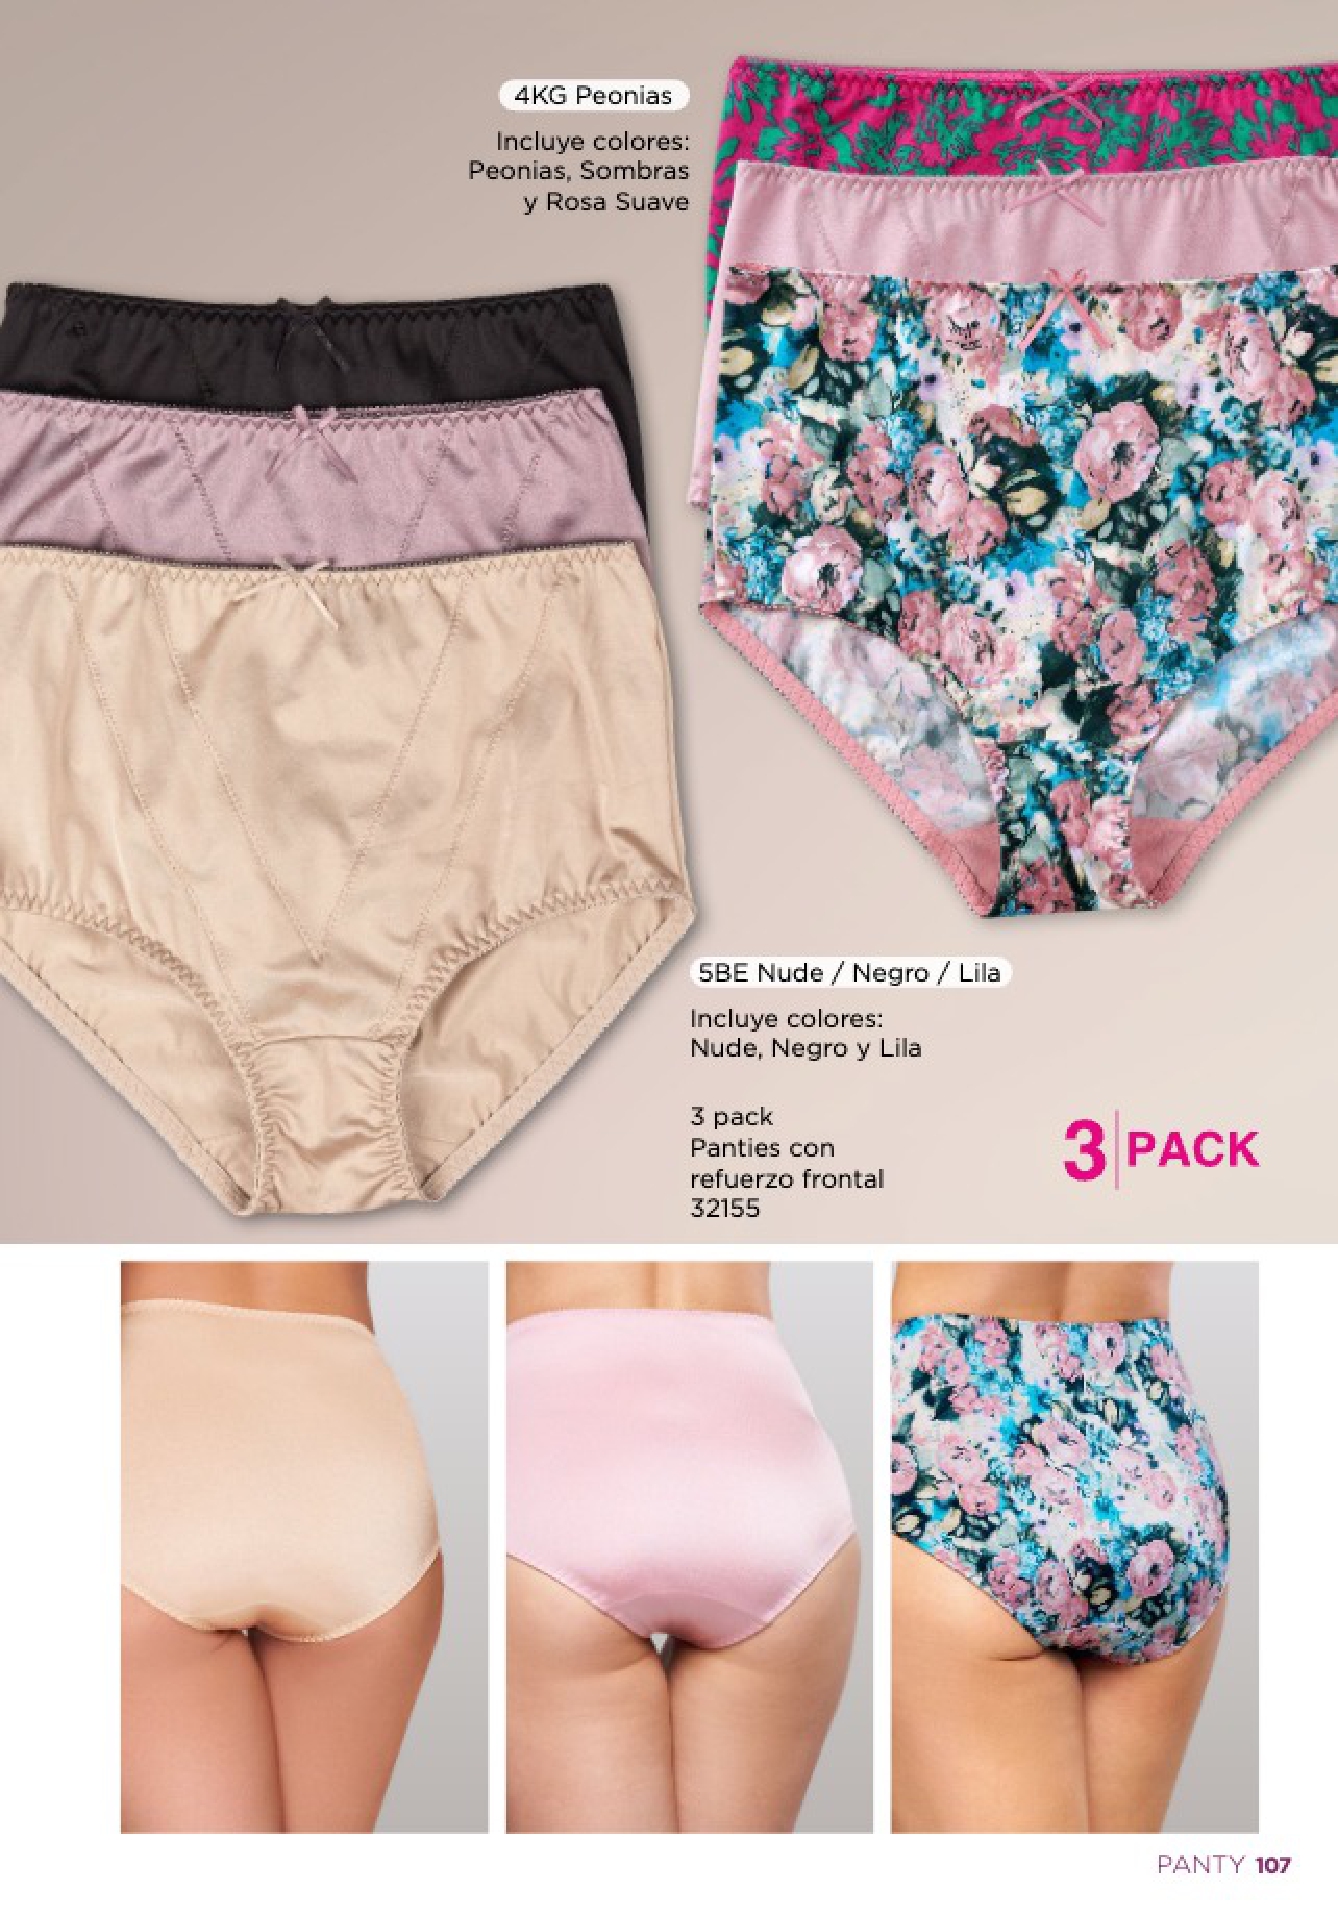 4KG Peonias
Incluye colores:
Peonias, Sombras
y Rosa Suave
5BE Nude / Negro / Lila
Incluye colores:
Nude, Negro y Lila
3 pack
Panties con
refuerzo frontal
32155
3 PACK
PANTY 107